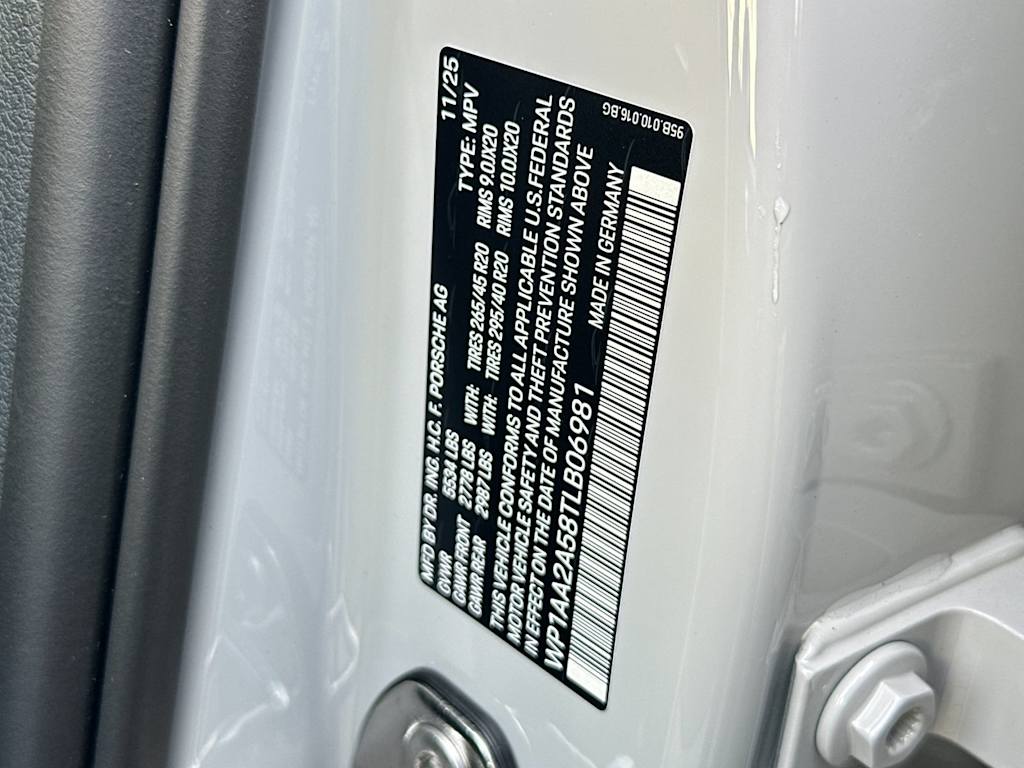 MFD BY DR. ING. H.C. F. PORSCHE AG 11/25
GVWR 5534 LBS TYPE: MPV
GAWR FRONT 2778 LBS WITH: TIRES 265/45 R20 RIMS 9.0JX20
GAWR REAR 2987 LBS WITH: TIRES 295/40 R20 RIMS 10.0JX20
THIS VEHICLE CONFORMS TO ALL APPLICABLE U.S. FEDERAL
MOTOR VEHICLE SAFETY AND THEFT PREVENTION STANDARDS
IN EFFECT ON THE DATE OF MANUFACTURE SHOWN ABOVE
WP1AA2A58TLB06981 MADE IN GERMANY
95B.010.016.BG